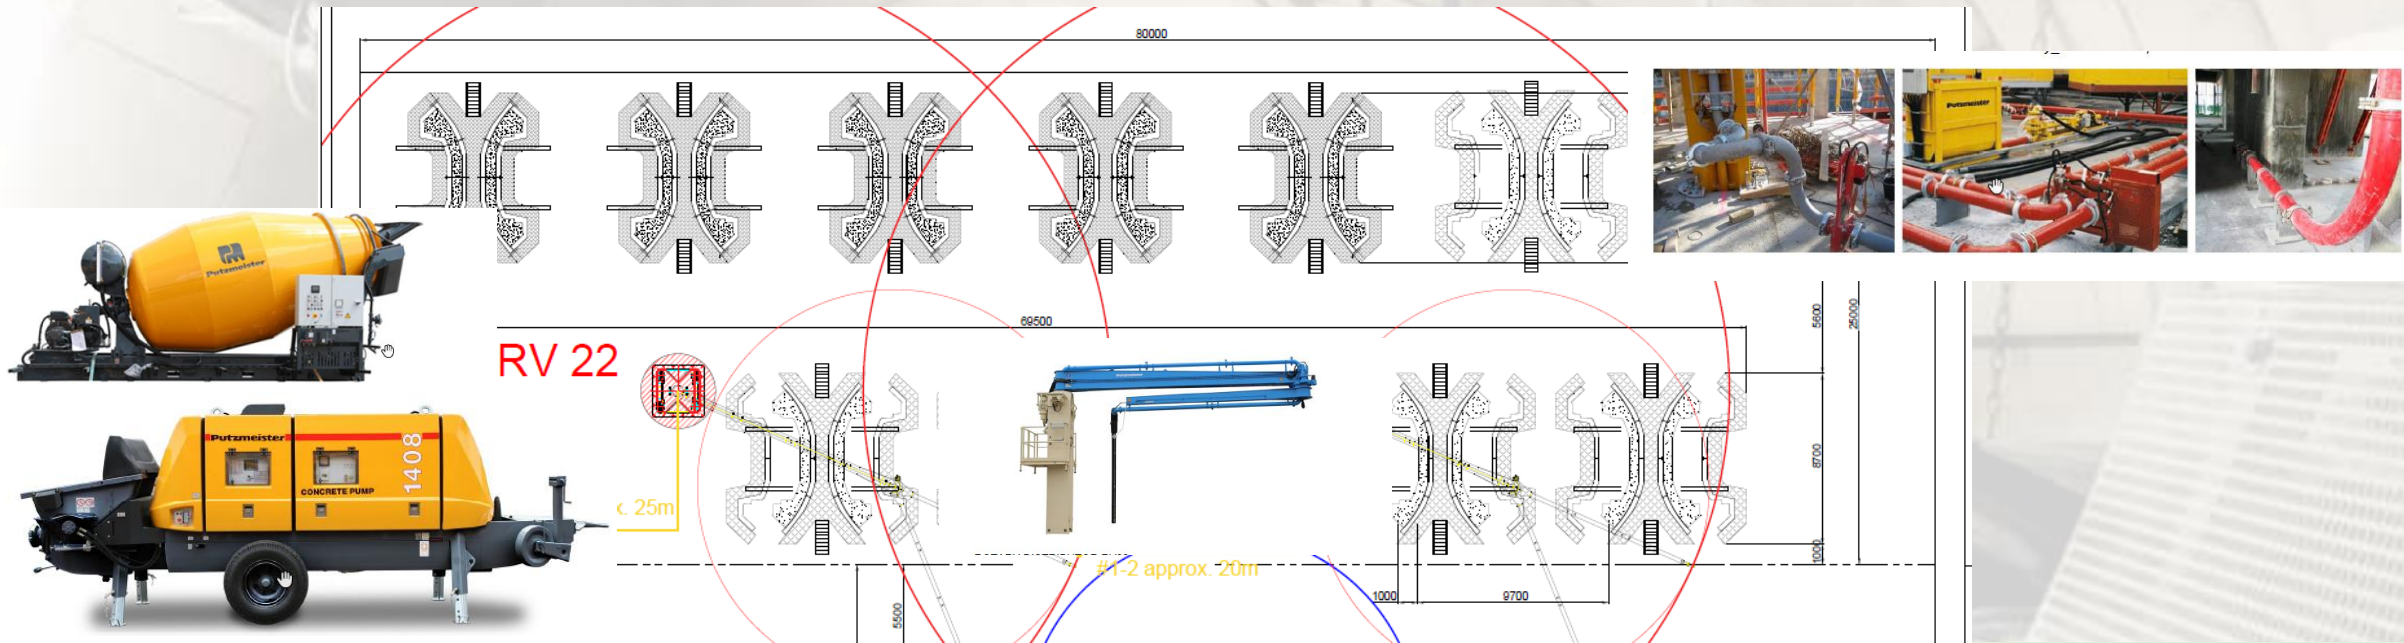 80000
Putzmeister
Putzmeister
69500
5600
25000
RV 22
8700
Putzmeister
1408
CONCRETE PUMP
x. 25m
#1-2 approx. 20m
1000
1000
9700
5500